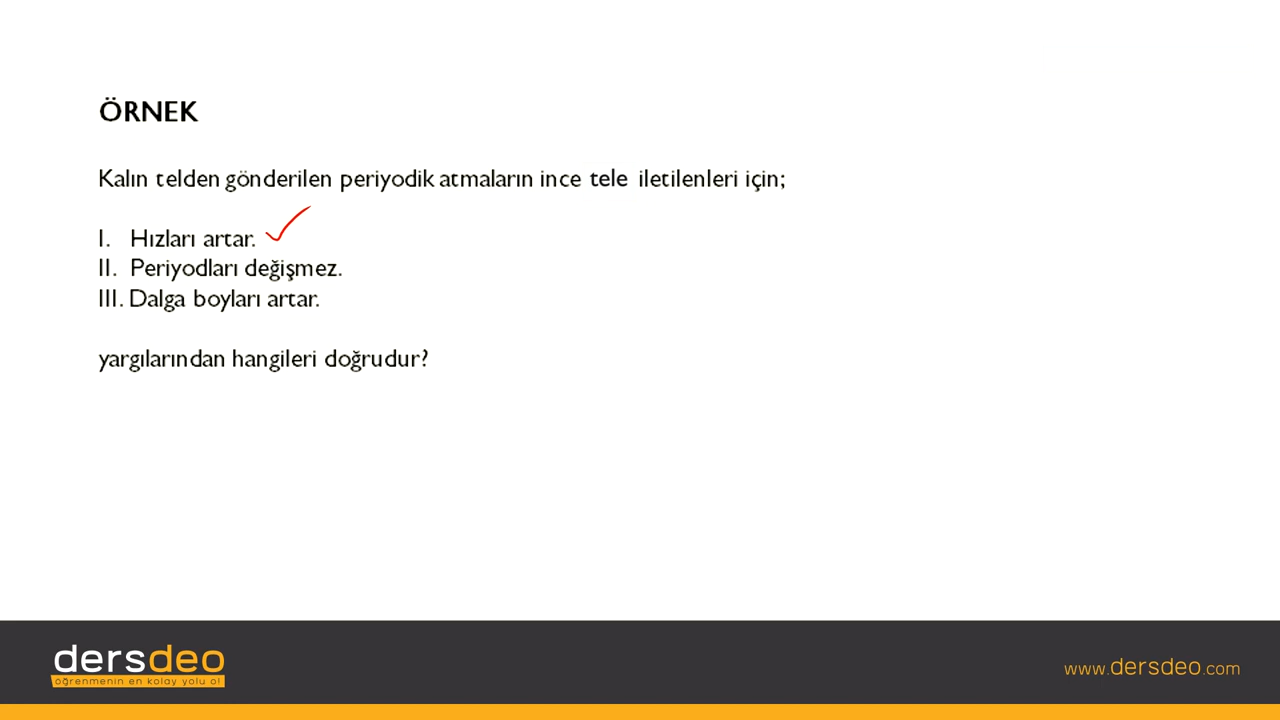 ÖRNEK
Kalın telden gönderilen periyodik atmaların ince tele iletilenleri için;
I. Hızları artar.
II. Periyodları değişmez.
III. Dalga boyları artar.
yargılarından hangileri doğrudur?
dersdeo
öğrenmenin en kolay yolu o!
www.dersdeo.com